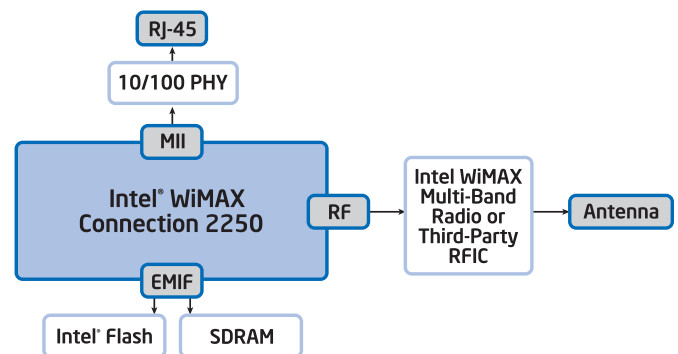 RJ-45
10/100 PHY
MII
Intel® WiMAX
Connection 2250
RF
Intel WiMAX
Multi-Band
Radio or
Third-Party
RFIC
Antenna
EMIF
Intel® Flash
SDRAM